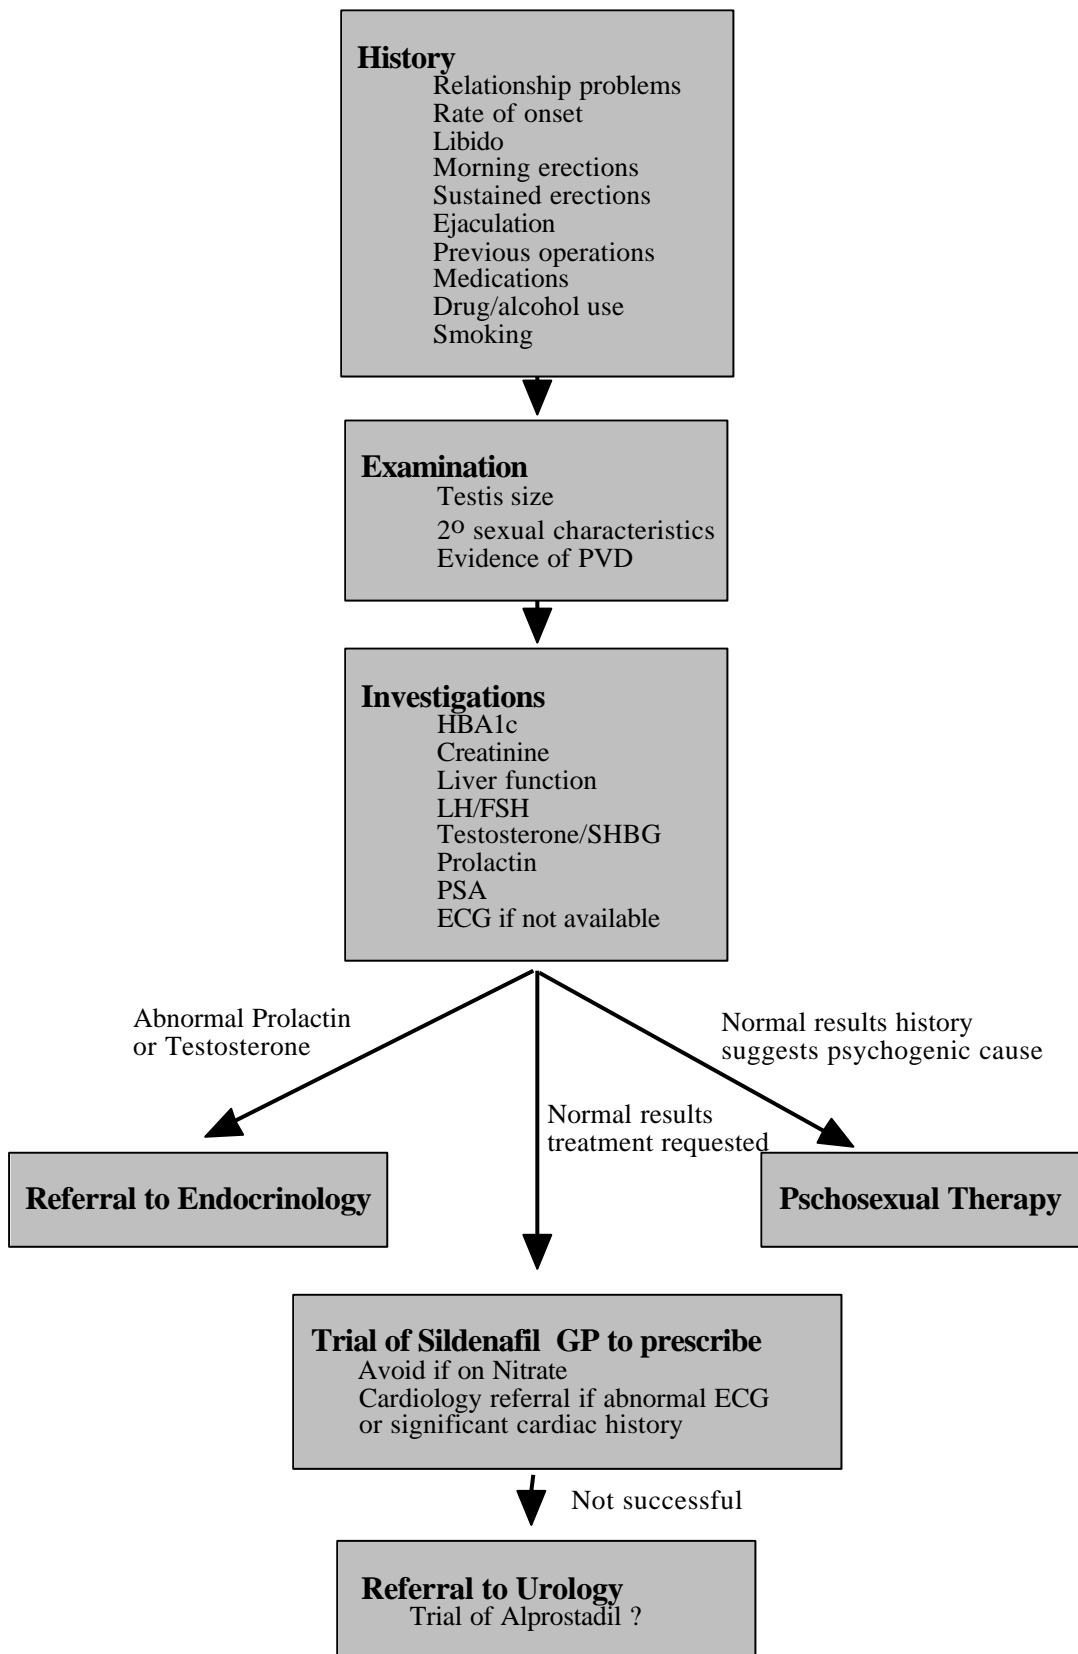 History
Relationship problems
Rate of onset
Libido
Morning erections
Sustained erections
Ejaculation
Previous operations
Medications
Drug/alcohol use
Smoking
Examination
Testis size
2º sexual characteristics
Evidence of PVD
Investigations
HBA1c
Creatinine
Liver function
LH/FSH
Testosterone/SHBG
Prolactin
PSA
ECG if not available
Abnormal Prolactin
or Testosterone
Normal results history
suggests psychogenic cause
Normal results
treatment requested
Referral to Endocrinology
Pschosexual Therapy
Trial of Sildenafil  GP to prescribe
Avoid if on Nitrate
Cardiology referral if abnormal ECG
or significant cardiac history
Not successful
Referral to Urology
Trial of Alprostadil ?